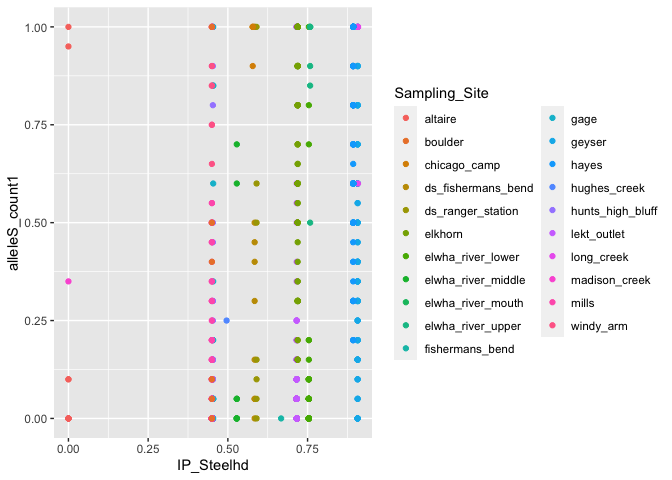 1.00
0.75
0.50
0.25
0.00
alleleS_count1
0.00 0.25 0.50 0.75
IP_Steelhd
Sampling_Site
altaire
boulder
chicago_camp
ds_fishermans_bend
ds_ranger_station
elkhorn
elwha_river_lower
elwha_river_middle
elwha_river_mouth
elwha_river_upper
fishermans_bend
gage
geyser
hayes
hughes_creek
hunts_high_bluff
lekt_outlet
long_creek
madison_creek
mills
windy_arm